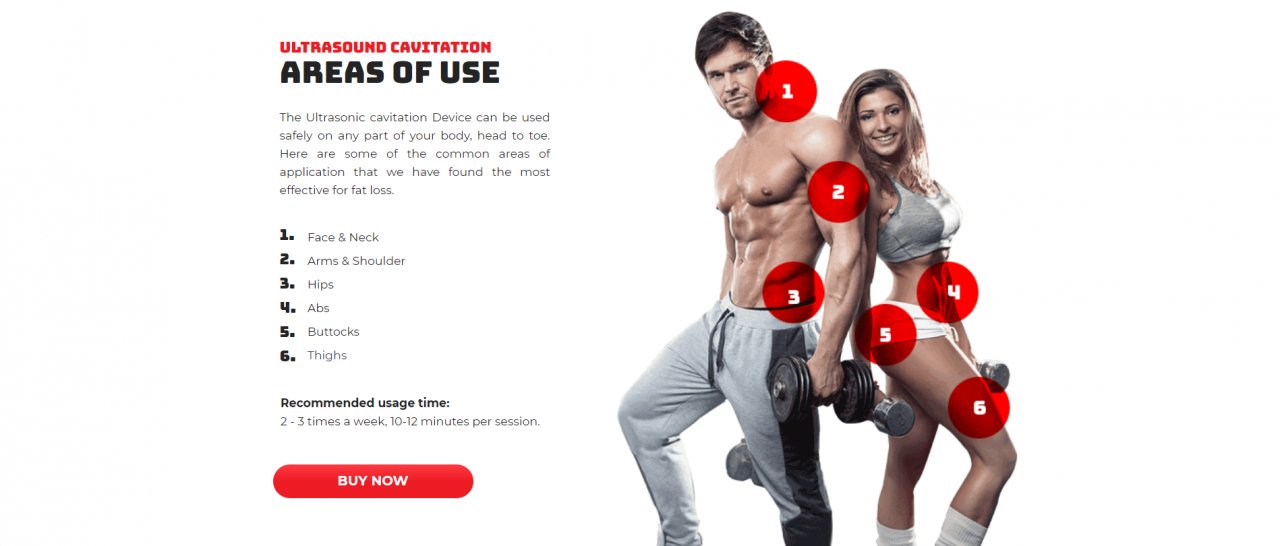 ULTRASOUND CAVITATION
AREAS OF USE
The Ultrasonic cavitation Device can be used
safely on any part of your body, head to toe.
Here are some of the common areas of
application that we have found the most
effective for fat loss.
1. Face & Neck
2. Arms & Shoulder
3. Hips
4. Abs
5. Buttocks
6. Thighs
Recommended usage time:
2 - 3 times a week, 10-12 minutes per session.
BUY NOW
1
2
3
4
5
6